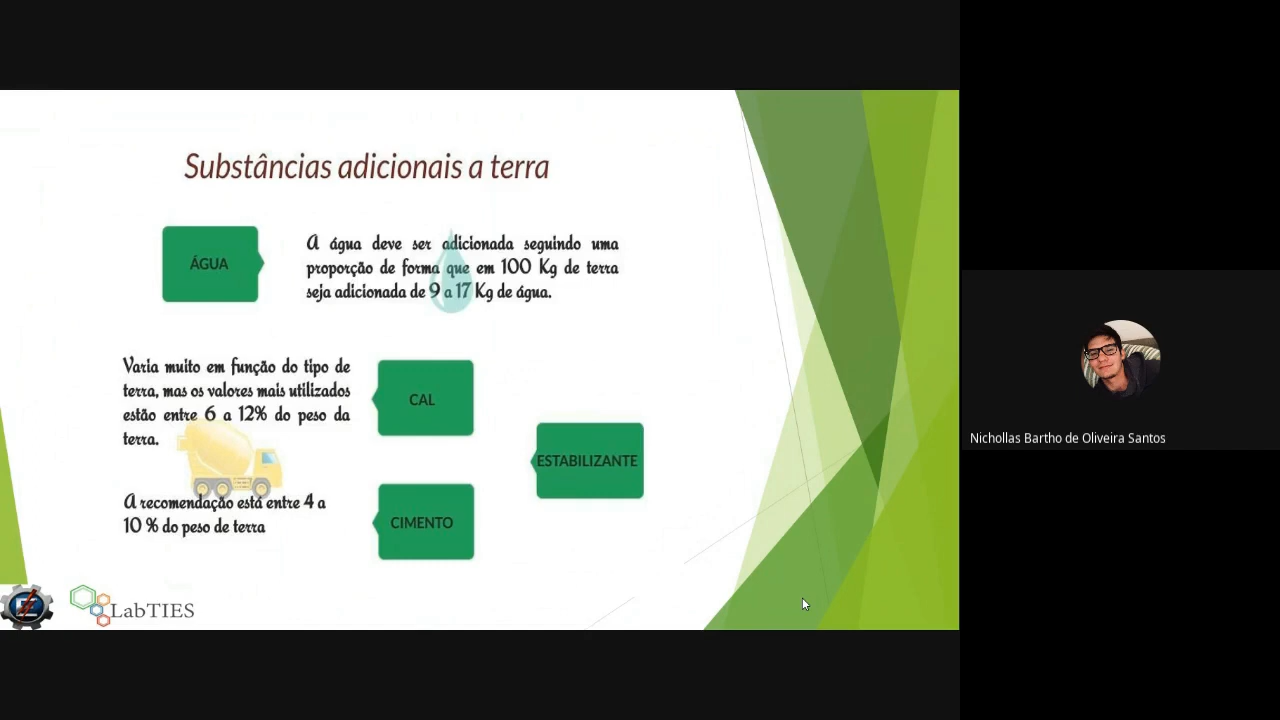 Substâncias adicionais a terra
ÁGUA
A água deve ser adicionada seguindo uma
proporção de forma que em 100 Kg de terra
seja adicionada de 9 a 17 Kg de água.
Varia muito em função do tipo de
terra, mas os valores mais utilizados
estão entre 6 a 12% do peso da
terra.
CAL
ESTABILIZANTE
A recomendação está entre 4 a
10 % do peso de terra
CIMENTO
LabTIES
Nichollas Bartho de Oliveira Santos